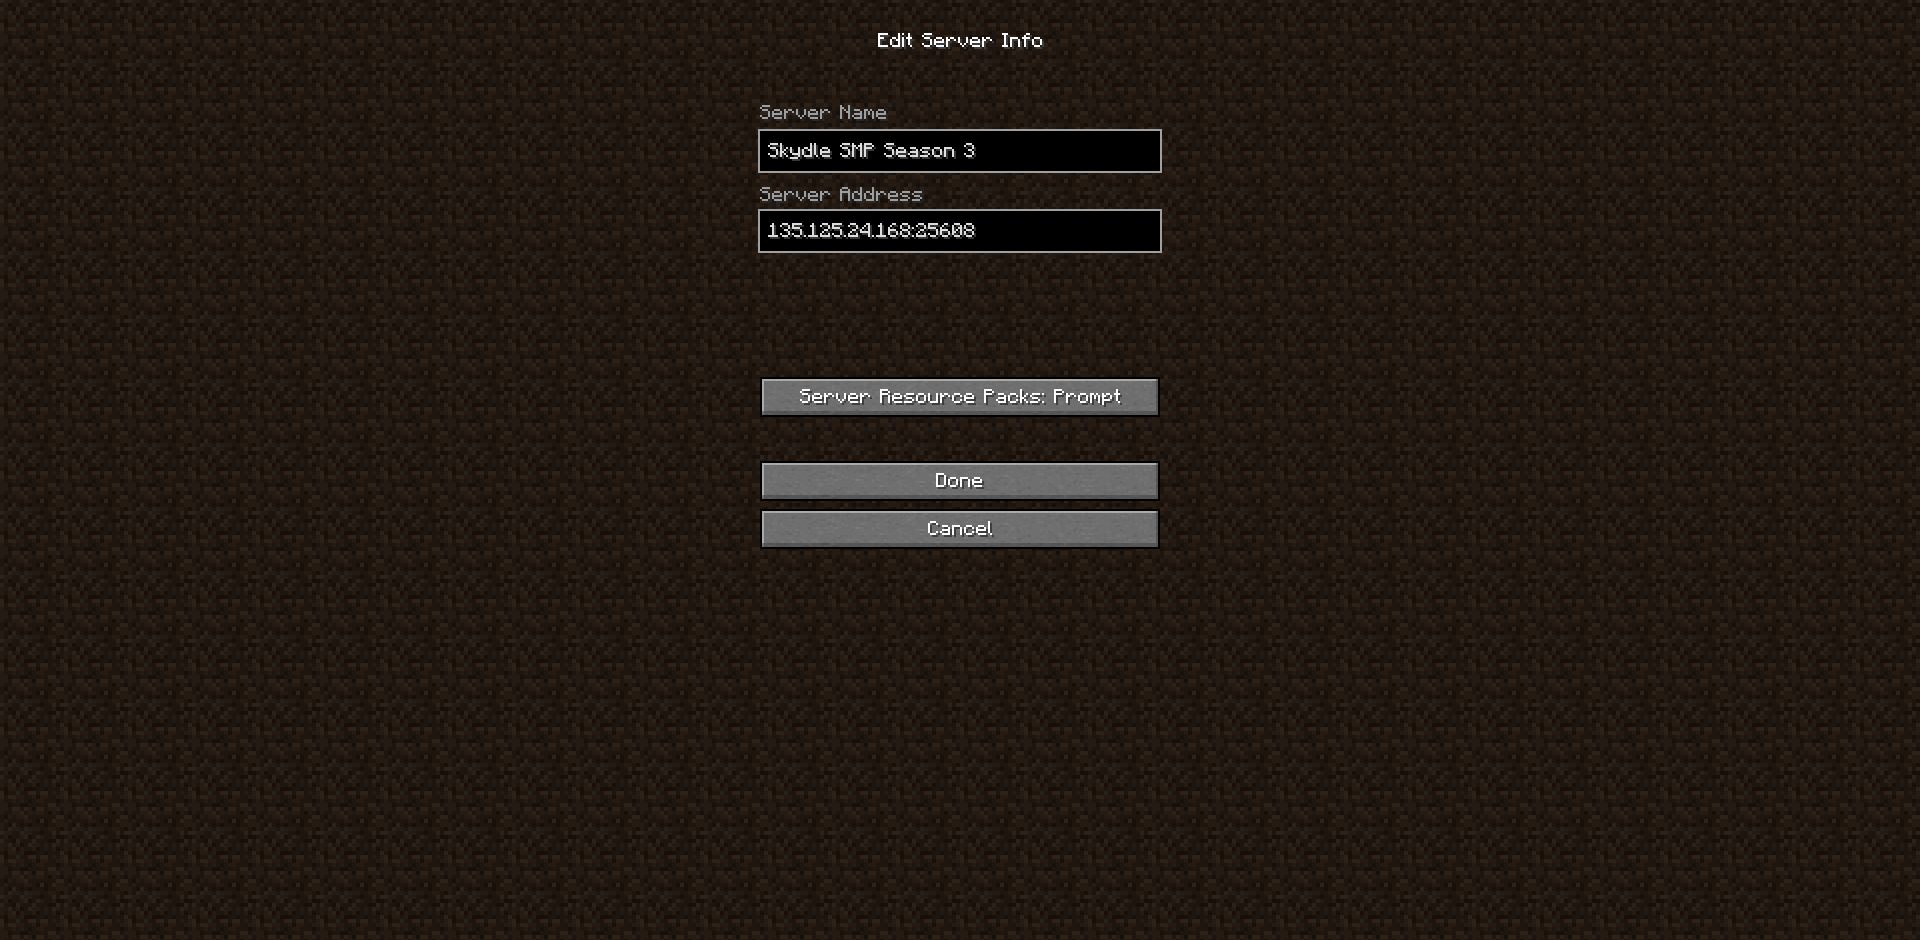 Edit Server Info
Server Name
Skydle SMP Season 3
Server Address
135.125.24.168:25608
Server Resource Packs: Prompt
Done
Cancel